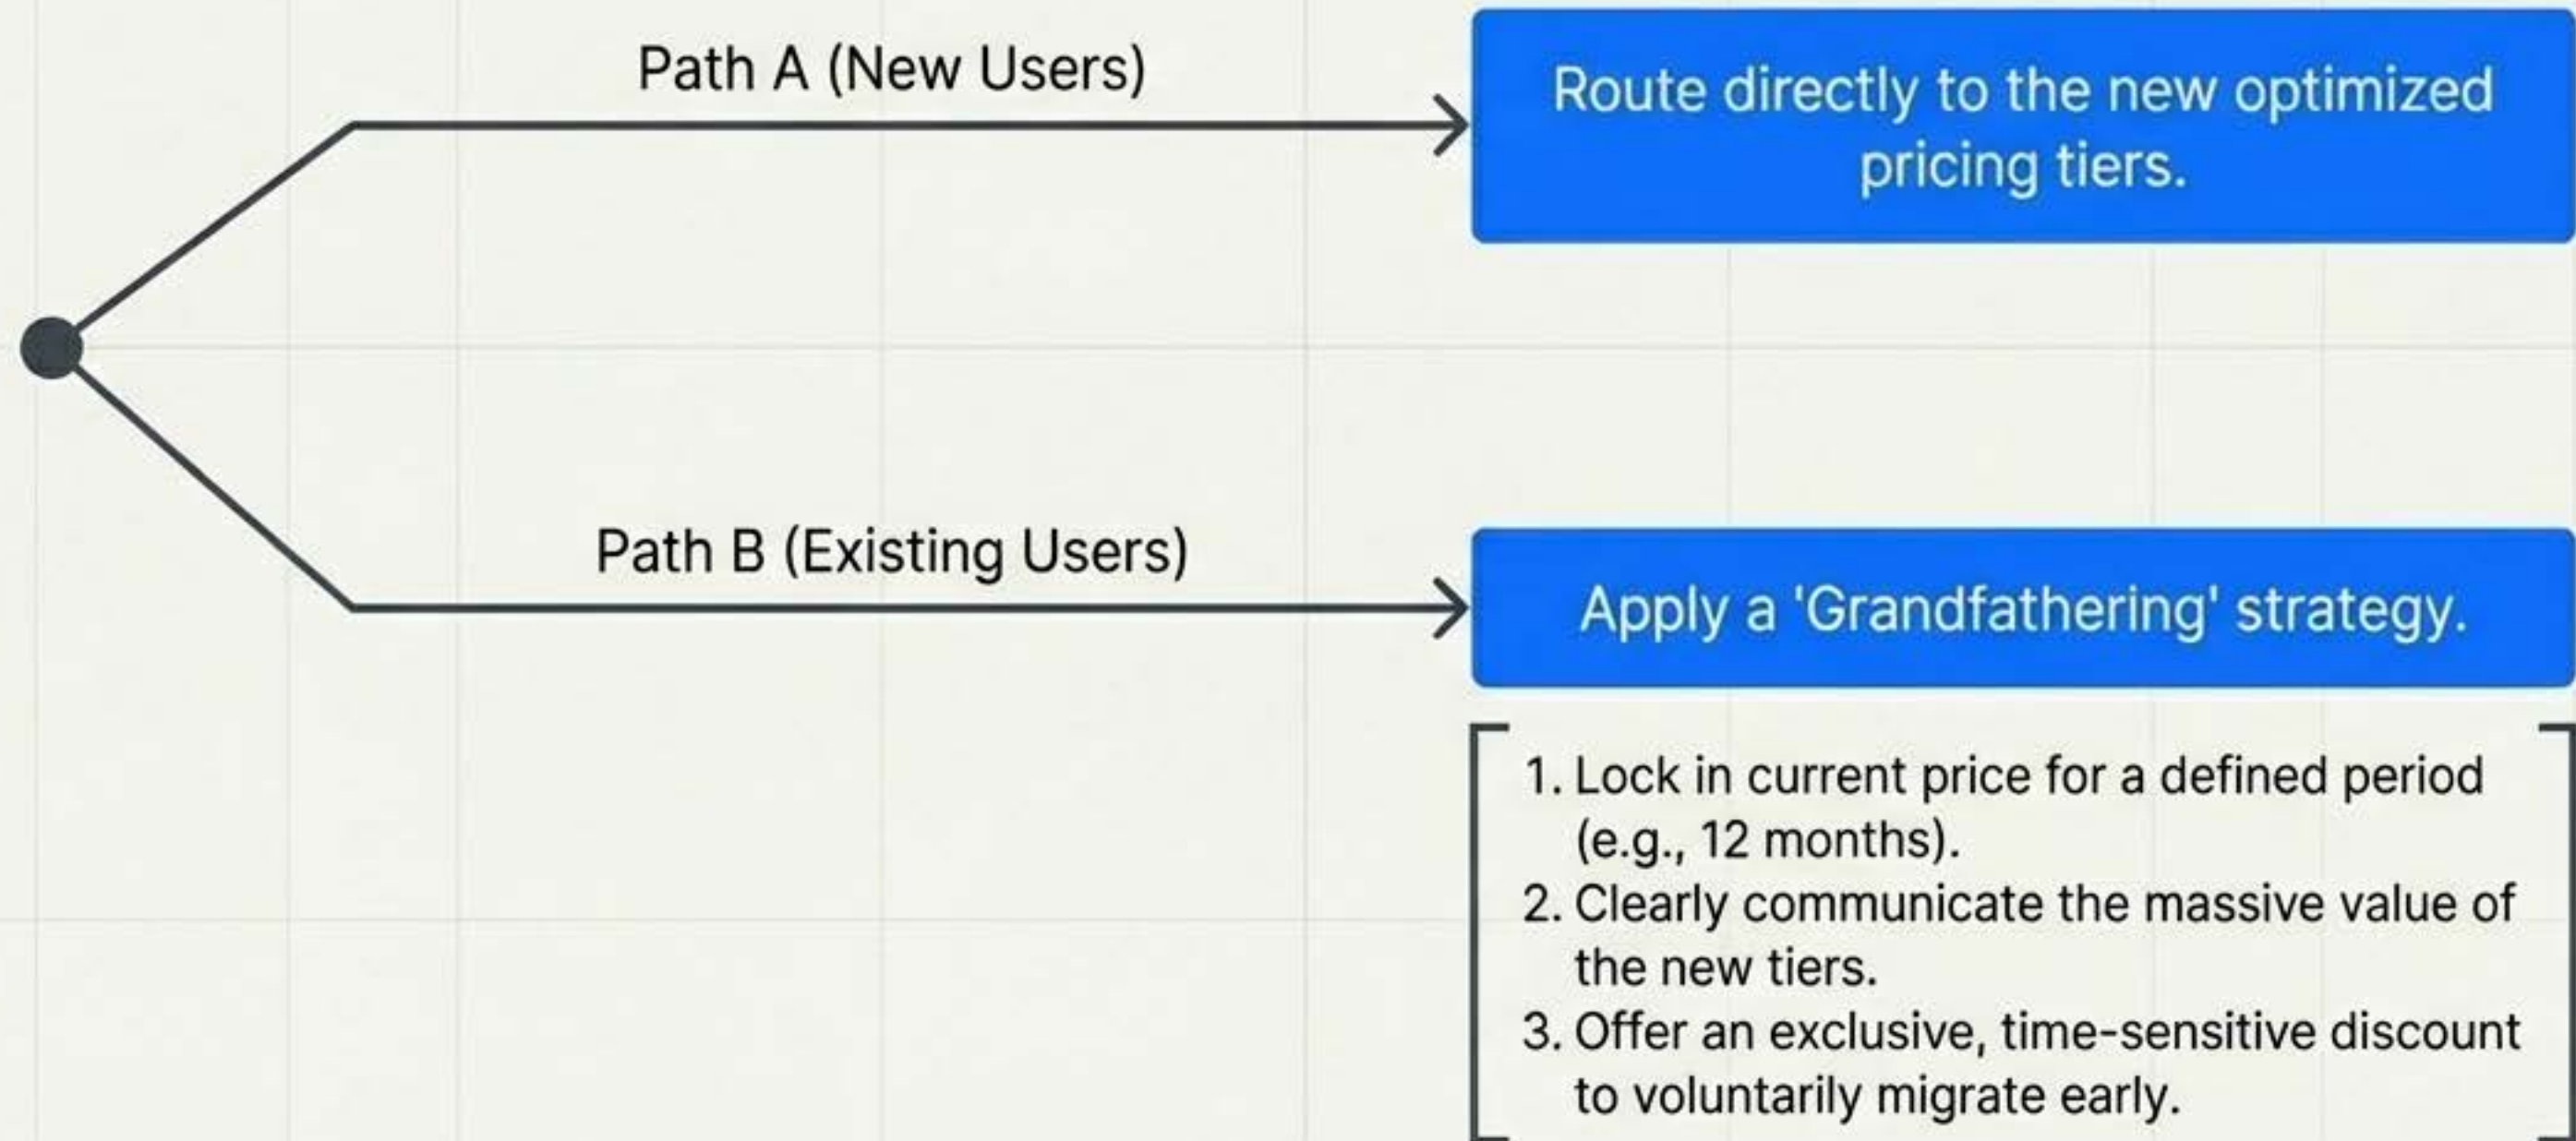 Path A (New Users)
Route directly to the new optimized
pricing tiers.
Path B (Existing Users)
Apply a 'Grandfathering' strategy.
1. Lock in current price for a defined period
(e.g., 12 months).
2. Clearly communicate the massive value of
the new tiers.
3. Offer an exclusive, time-sensitive discount
to voluntarily migrate early.